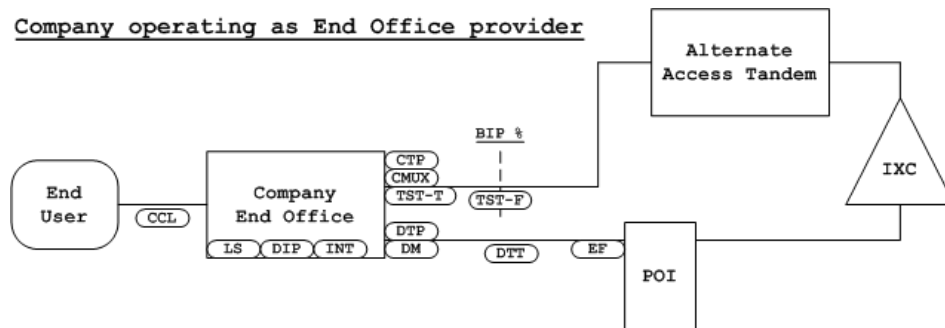 Company operating as End Office provider
Alternate
Access Tandem
BIP %
CTP
CMUX
TST-T
TST-F
IXC
End
User
CCL
Company
End Office
LS
DIP
INT
DTP
DM
DTT
EF
POI